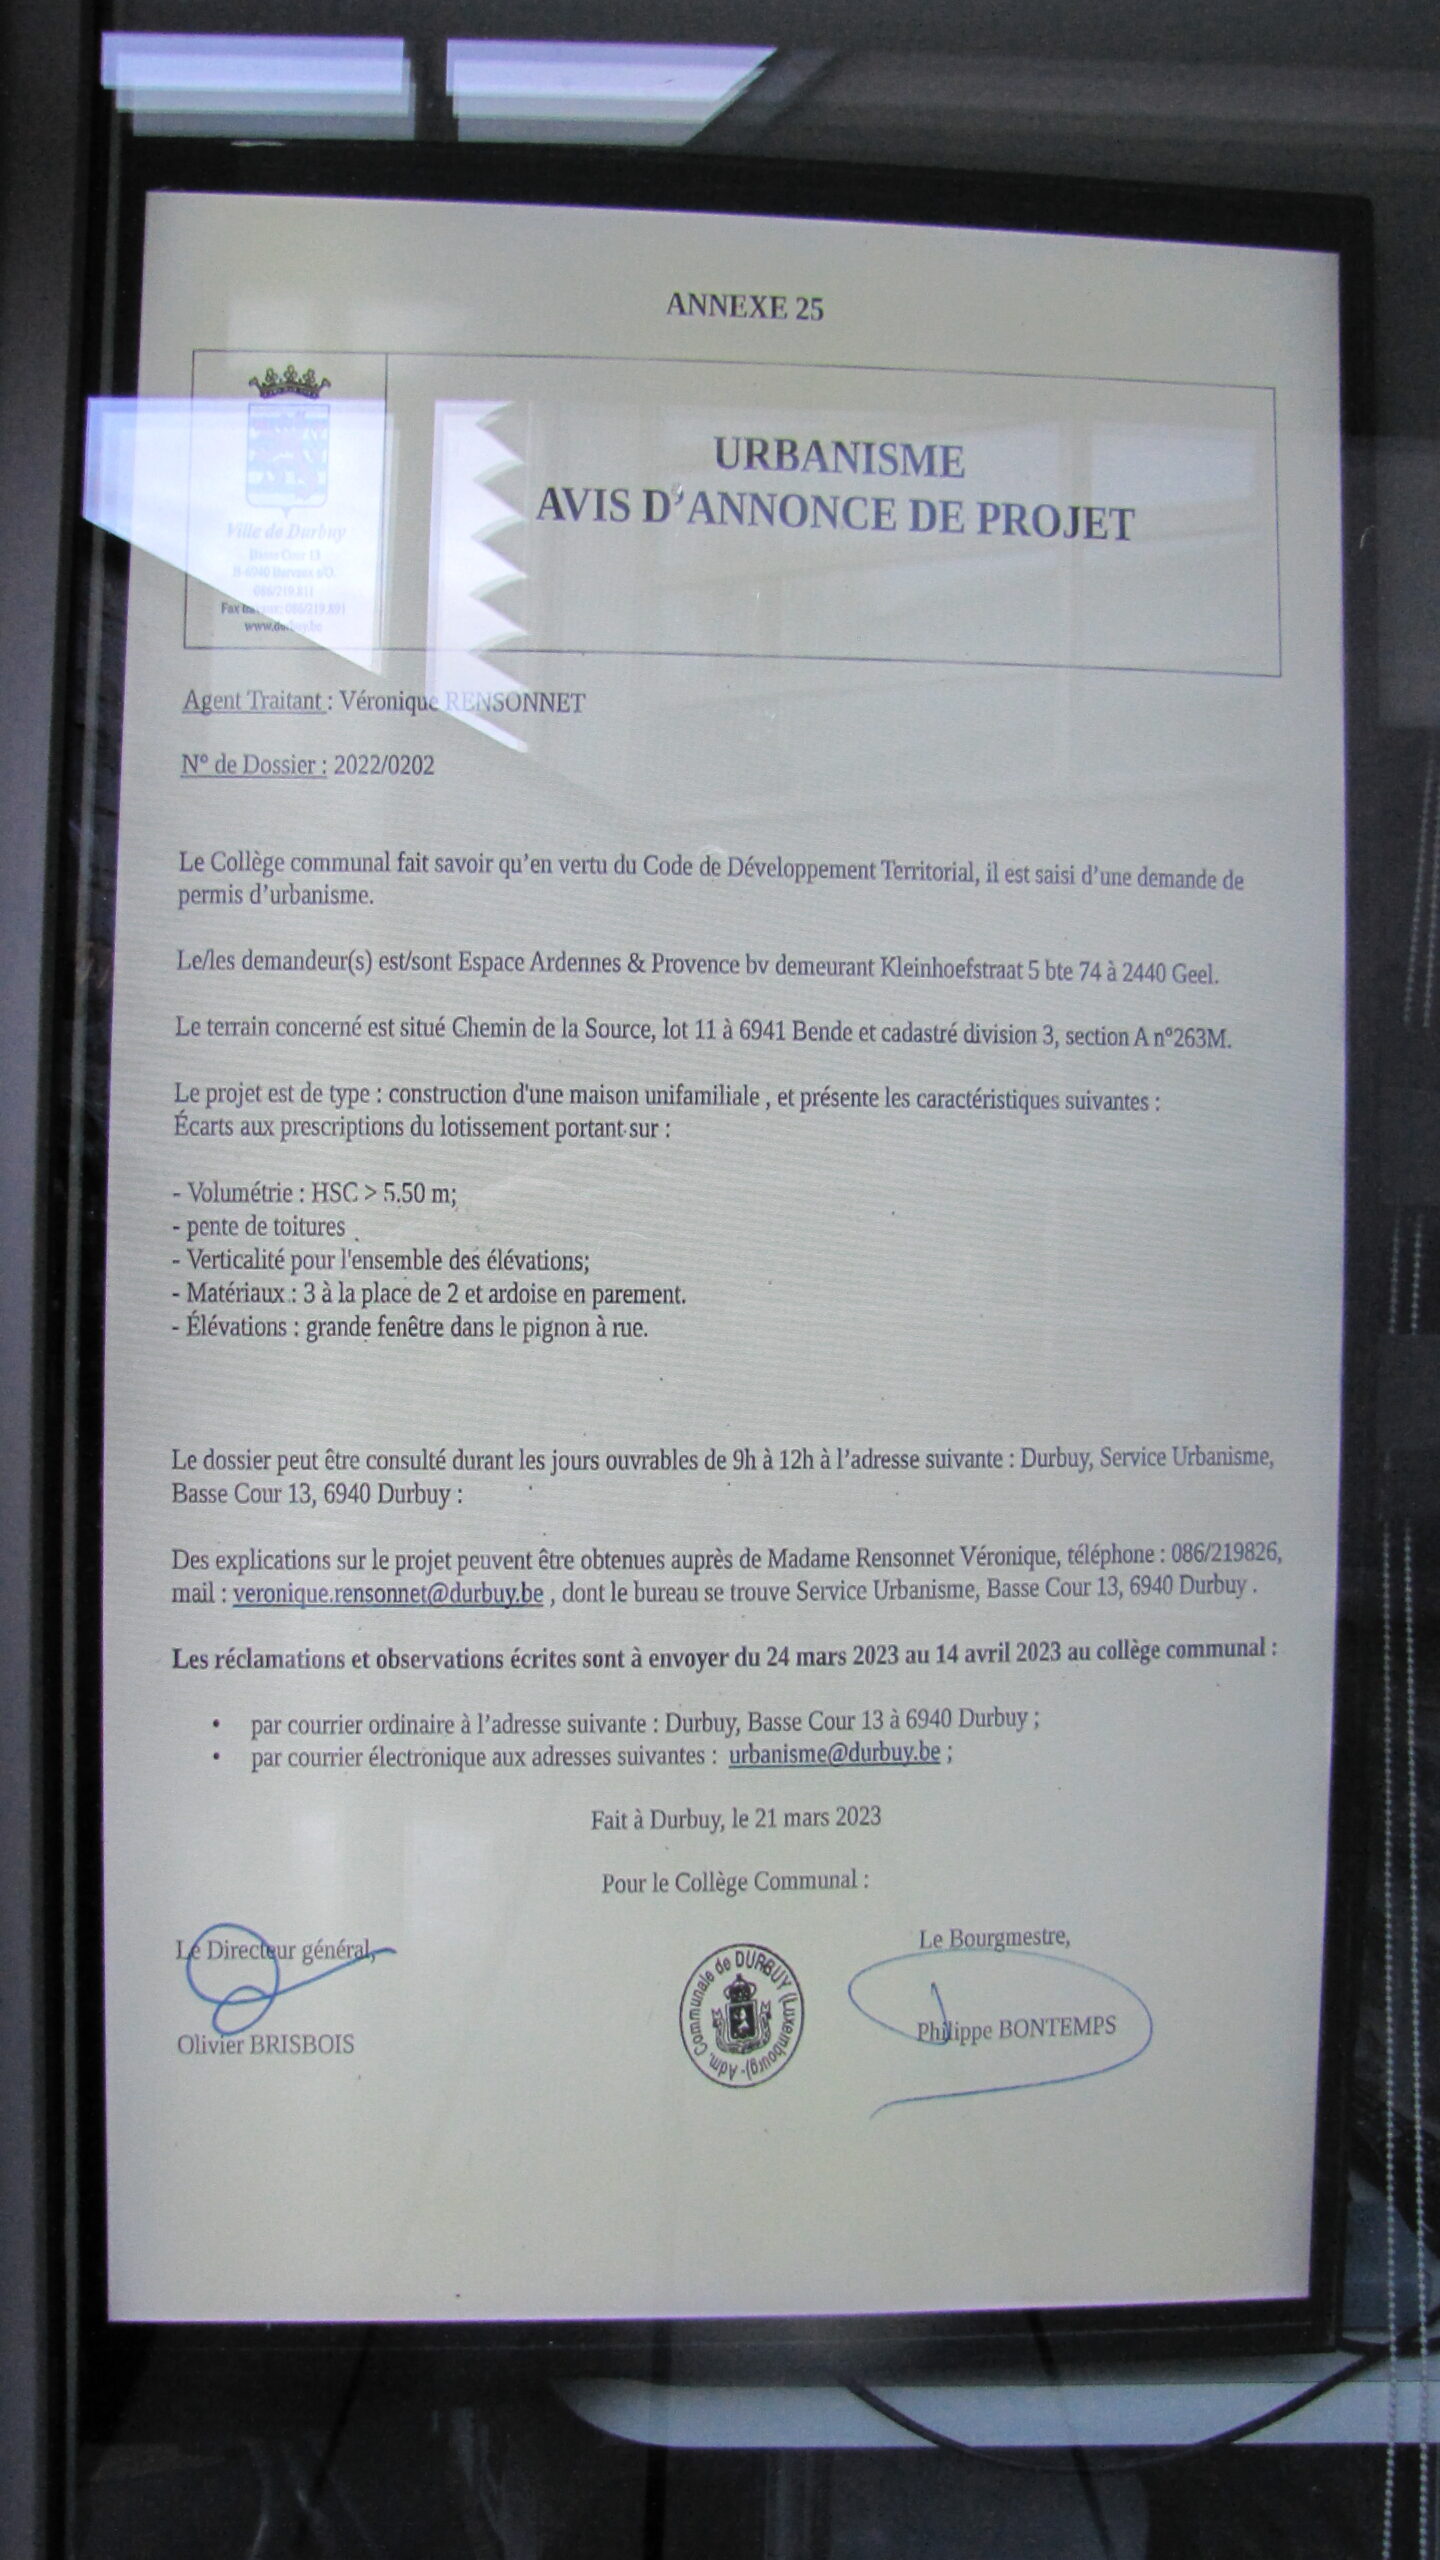 ANNEXE 25
Ville de Durbuy
Basse Cour 13
B-6940 Barvaux s/O.
086/219.811
Fax travaux: 086/219.891
www.durbuy.be
URBANISME
AVIS D’ANNONCE DE PROJET
Agent Traitant : Véronique RENSONNET
N° de Dossier : 2022/0202
Le Collège communal fait savoir qu’en vertu du Code de Développement Territorial, il est saisi d’une demande de
permis d’urbanisme.
Le/les demandeur(s) est/sont Espace Ardennes & Provence bv demeurant Kleinhoefstraat 5 bte 74 à 2440 Geel.
Le terrain concerné est situé Chemin de la Source, lot 11 à 6941 Bende et cadastré division 3, section A n°263M.
Le projet est de type : construction d'une maison unifamiliale , et présente les caractéristiques suivantes :
Écarts aux prescriptions du lotissement portant sur :
- Volumétrie : HSC > 5.50 m;
- pente de toitures
- Verticalité pour l'ensemble des élévations;
- Matériaux : 3 à la place de 2 et ardoise en parement.
- Élévations : grande fenêtre dans le pignon à rue.
Le dossier peut être consulté durant les jours ouvrables de 9h à 12h à l’adresse suivante : Durbuy, Service Urbanisme,
Basse Cour 13, 6940 Durbuy :
Des explications sur le projet peuvent être obtenues auprès de Madame Rensonnet Véronique, téléphone : 086/219826,
mail : veronique.rensonnet@durbuy.be , dont le bureau se trouve Service Urbanisme, Basse Cour 13, 6940 Durbuy .
Les réclamations et observations écrites sont à envoyer du 24 mars 2023 au 14 avril 2023 au collège communal :
• par courrier ordinaire à l’adresse suivante : Durbuy, Basse Cour 13 à 6940 Durbuy ;
• par courrier électronique aux adresses suivantes : urbanisme@durbuy.be ;
Fait à Durbuy, le 21 mars 2023
Pour le Collège Communal :
Le Directeur général,
Olivier BRISBOIS
Adm. Communale de DURBUY (Luxembourg)
Le Bourgmestre,
Philippe BONTEMPS